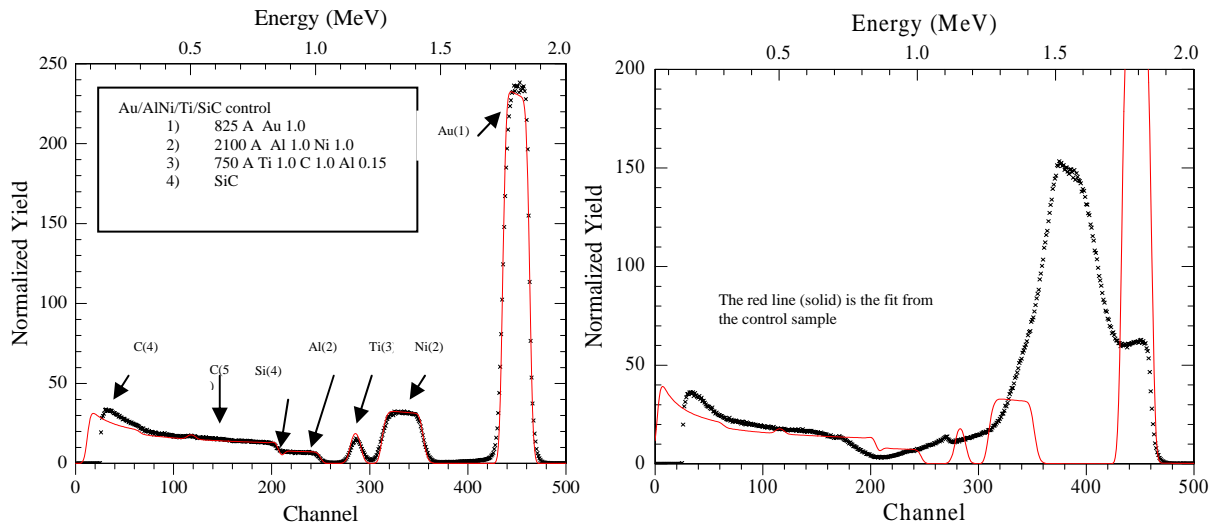 Energy (MeV)
0.5 1.0 1.5 2.0
250
200
150
100
50
0
Normalized Yield
Au/AlNi/Ti/SiC control
1) 825 A Au 1.0
2) 2100 A Al 1.0 Ni 1.0
3) 750 A Ti 1.0 C 1.0 Al 0.15
4) SiC
Au(1)
C(4)
C(5
)
Si(4)
Al(2)
Ti(3)
Ni(2)
0 100 200 300 400 500
Channel
Energy (MeV)
0.5 1.0 1.5 2.0
200
150
100
50
0
Normalized Yield
The red line (solid) is the fit from
the control sample
0 100 200 300 400 500
Channel